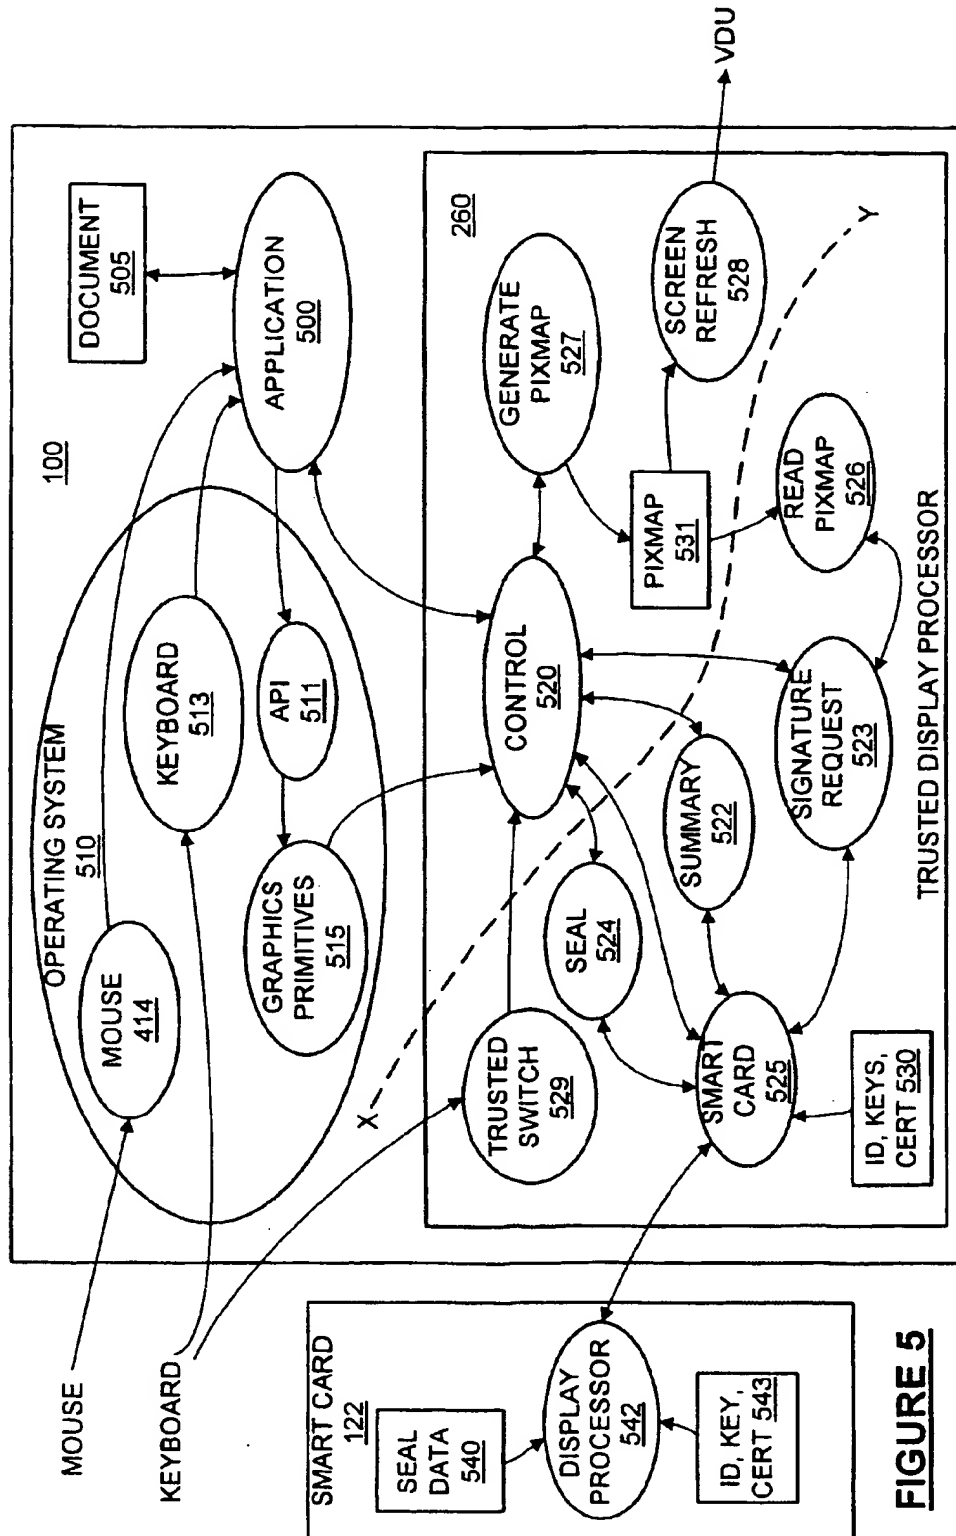 MOUSE
KEYBOARD
SMART CARD
122
SEAL
DATA
540
DISPLAY
PROCESSOR
542
ID, KEY,
CERT 543
100
OPERATING SYSTEM
510
MOUSE
414
KEYBOARD
513
GRAPHICS
PRIMITIVES
515
API
511
APPLICATION
500
DOCUMENT
505
X
260
TRUSTED
SWITCH
529
SEAL
524
CONTROL
520
GENERATE
PIXMAP
527
PIXMAP
531
SCREEN
REFRESH
528
VDU
Y
SMART
CARD
525
SUMMARY
522
SIGNATURE
REQUEST
523
READ
PIXMAP
526
ID, KEYS,
CERT 530
TRUSTED DISPLAY PROCESSOR
FIGURE 5